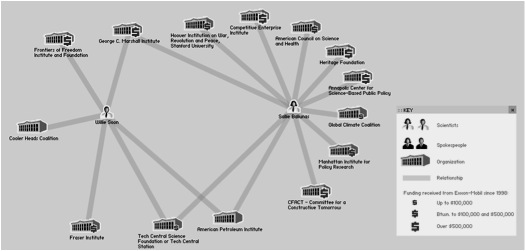 Frontiers of Freedom
Institute and Foundation
George C. Marshall Institute
Hoover Institution on War,
Revolution and Peace,
Stanford University
Competitive Enterprise
Institute
American Council on Science
and Health
Heritage Foundation
Annapolis Center for
Science-Based Public Policy
Global Climate Coalition
Manhattan Institute for
Policy Research
CFACT - Committee for a
Constructive Tomorrow
American Petroleum Institute
Tech Central Science
Foundation or Tech Central
Station
Fraser Institute
Cooler Heads Coalition
Willie Soon
Sallie Baliunas
:: KEY
Scientists
Spokespeople
Organization
Relationship
Funding received from Exxon-Mobil since 1998:
$ Up to $100,000
$ Btwn. to $100,000 and $500,000
$ Over $500,000